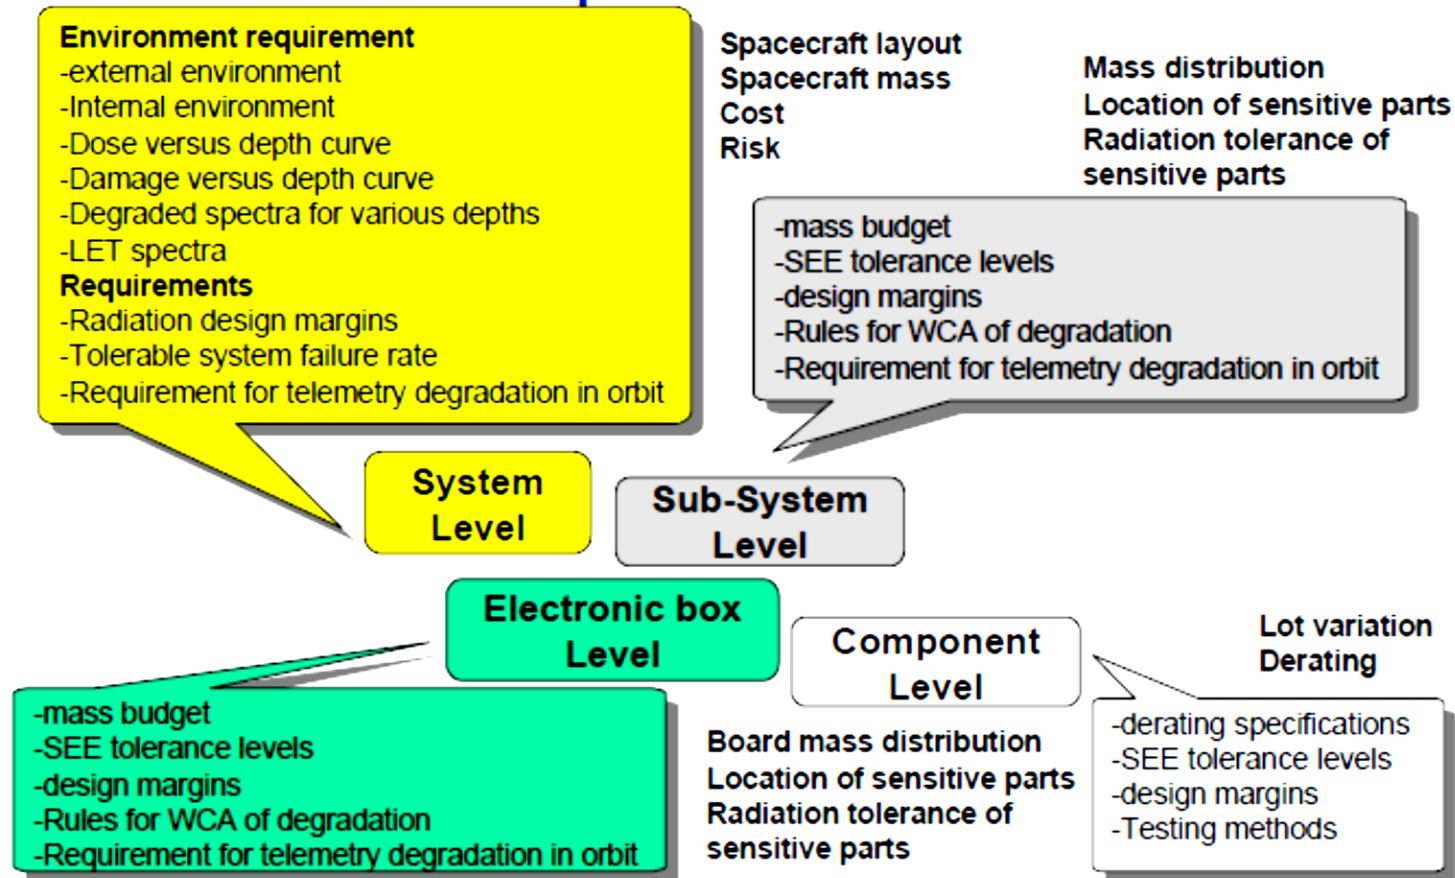 Environment requirement
-external environment
-Internal environment
-Dose versus depth curve
-Damage versus depth curve
-Degraded spectra for various depths
-LET spectra
Requirements
-Radiation design margins
-Tolerable system failure rate
-Requirement for telemetry degradation in orbit
Spacecraft layout
Spacecraft mass
Cost
Risk
Mass distribution
Location of sensitive parts
Radiation tolerance of
sensitive parts
-mass budget
-SEE tolerance levels
-design margins
-Rules for WCA of degradation
-Requirement for telemetry degradation in orbit
System
Level
Sub-System
Level
Electronic box
Level
Component
Level
-mass budget
-SEE tolerance levels
-design margins
-Rules for WCA of degradation
-Requirement for telemetry degradation in orbit
Board mass distribution
Location of sensitive parts
Radiation tolerance of
sensitive parts
Lot variation
Derating
-derating specifications
-SEE tolerance levels
-design margins
-Testing methods